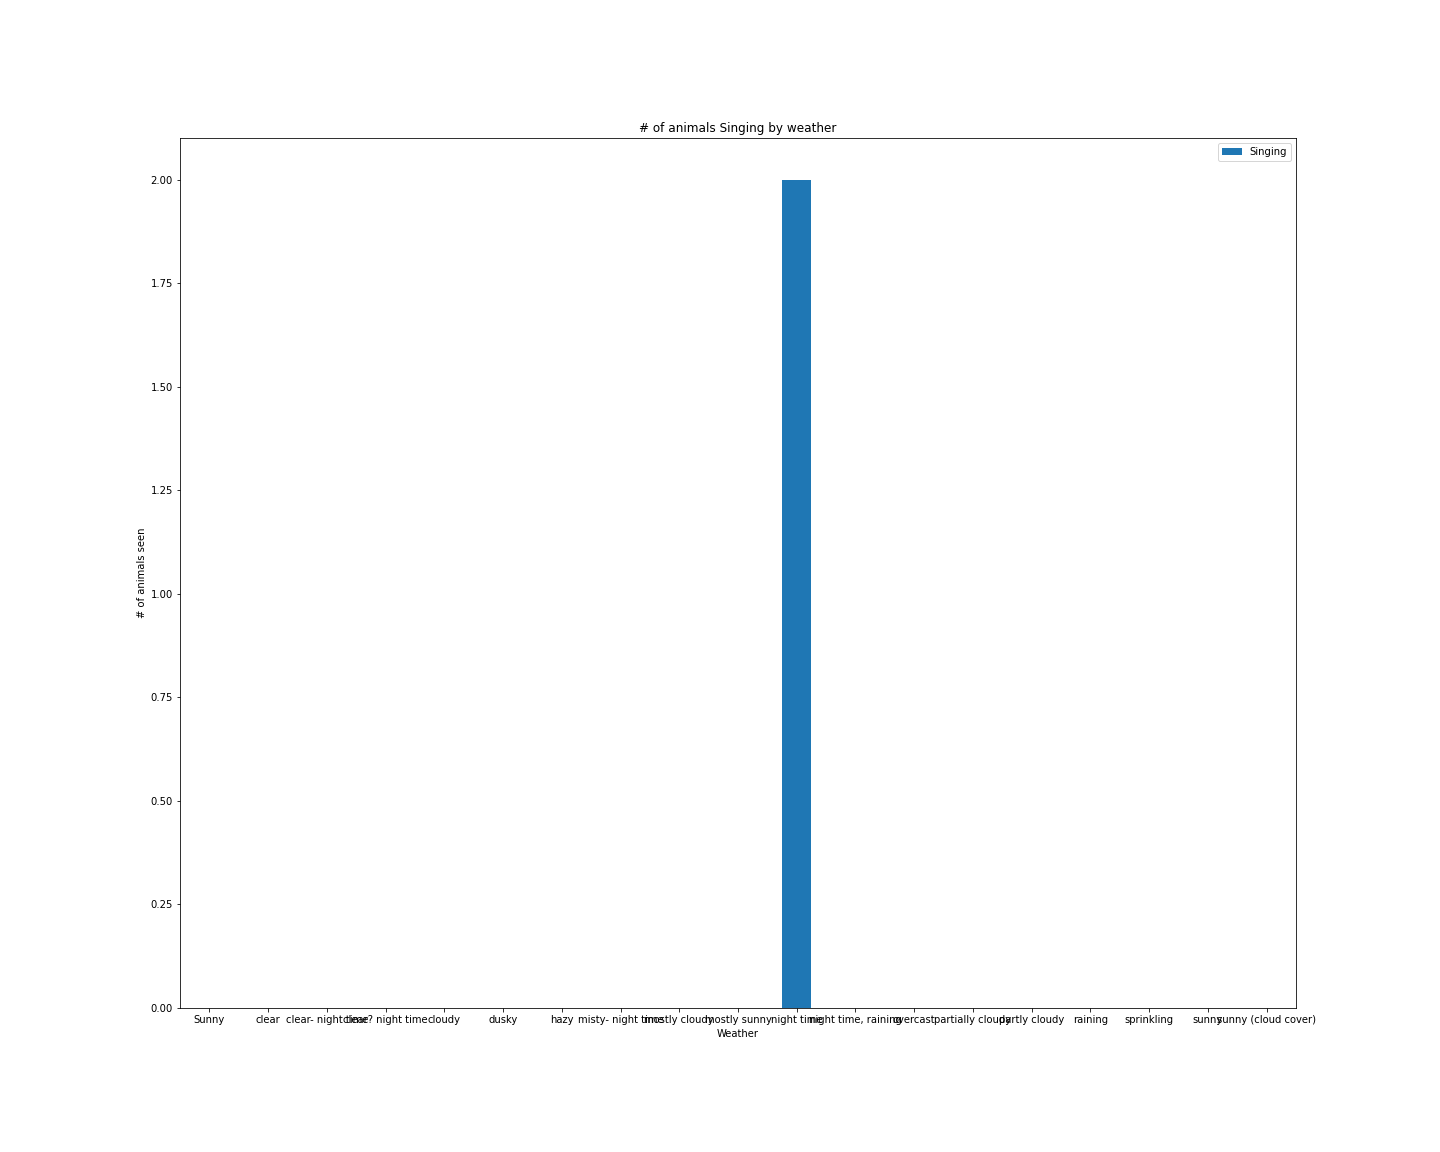 # of animals Singing by weather
Singing
2.00
1.75
1.50
1.25
1.00
0.75
0.50
0.25
0.00
# of animals seen
Sunny clear clear- night time clear? night time cloudy dusky hazy misty- night time mostly cloudy mostly sunny night time night time, raining overcast partially cloudy partly cloudy raining sprinkling sunny sunny (cloud cover)
Weather